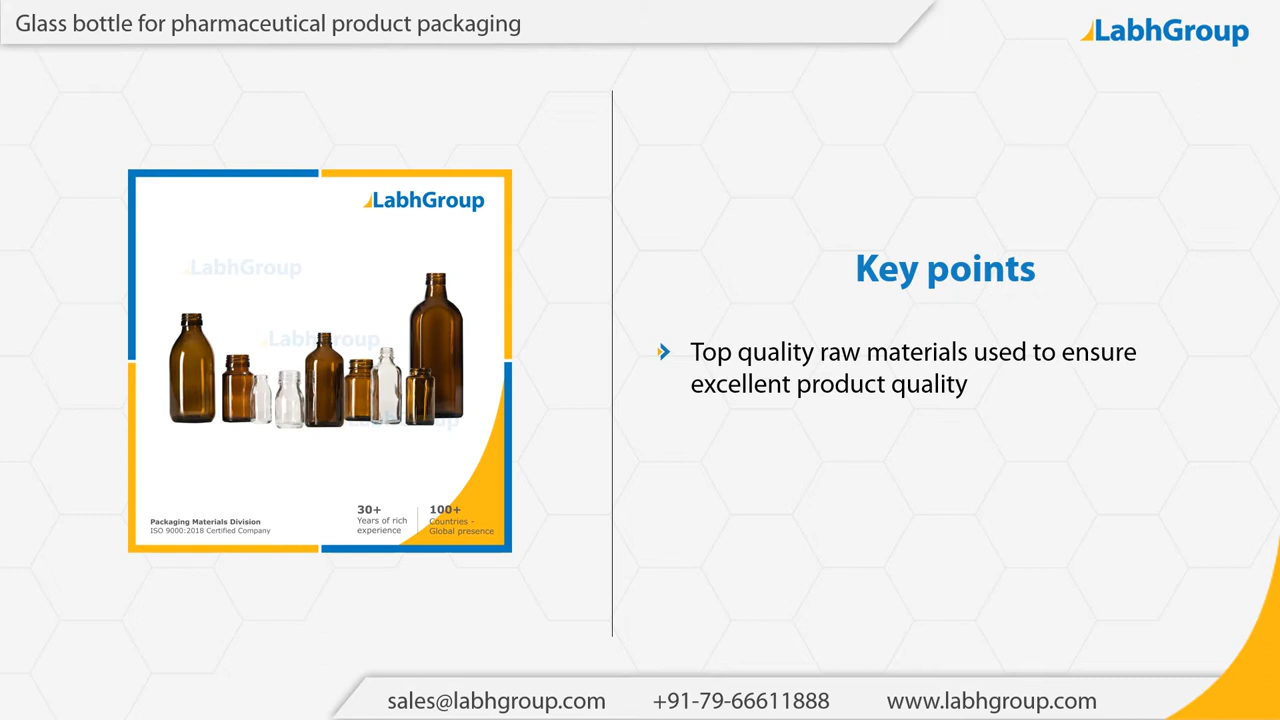 Glass bottle for pharmaceutical product packaging
LabhGroup
LabhGroup
LabhGroup
LabhGroup
Packaging Materials Division
ISO 9000:2018 Certified Company
30+
Years of rich
experience
100+
Countries -
Global presence
Key points
Top quality raw materials used to ensure
excellent product quality
sales@labhgroup.com
+91-79-66611888
www.labhgroup.com